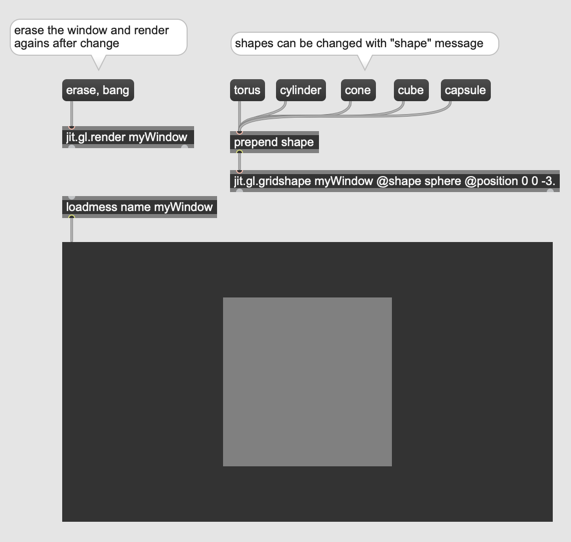 erase the window and render
agains after change
shapes can be changed with "shape" message
erase, bang
torus
cylinder
cone
cube
capsule
jit.gl.render myWindow
prepend shape
jit.gl.gridshape myWindow @shape sphere @position 0 0 -3.
loadmess name myWindow